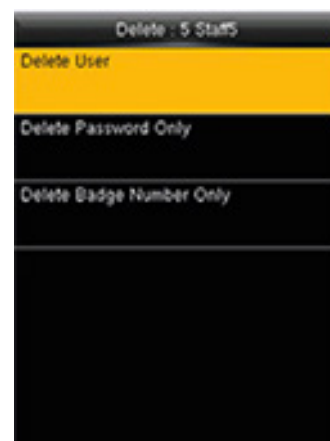 Delete : 5 Staff5
Delete User
Delete Password Only
Delete Badge Number Only